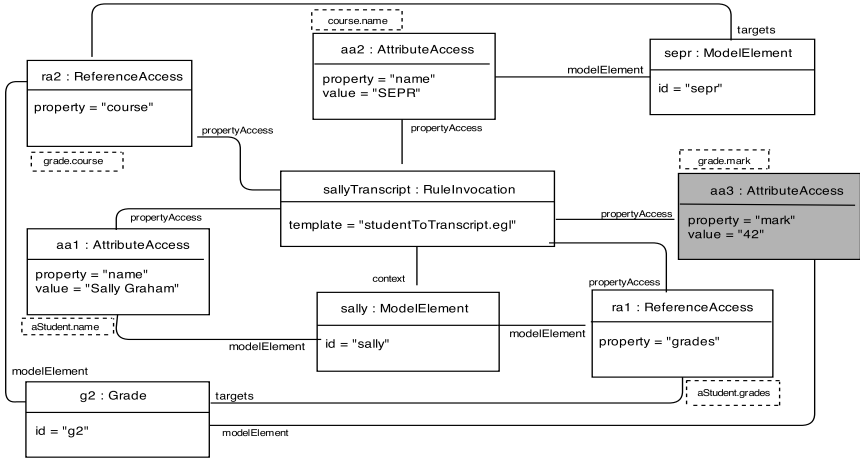 course.name
targets
aa2 : AttributeAccess
property = "name"
value = "SEPR"
sepr : ModelElement
id = "sepr"
modelElement
ra2 : ReferenceAccess
property = "course"
propertyAccess
propertyAccess
grade.course
grade.mark
sallyTranscript : RuleInvocation
template = "studentToTranscript.egl"
aa3 : AttributeAccess
property = "mark"
value = "42"
propertyAccess
propertyAccess
aa1 : AttributeAccess
property = "name"
value = "Sally Graham"
context
propertyAccess
sally : ModelElement
id = "sally"
ra1 : ReferenceAccess
property = "grades"
aStudent.name
modelElement
modelElement
modelElement
g2 : Grade
id = "g2"
targets
aStudent.grades
modelElement